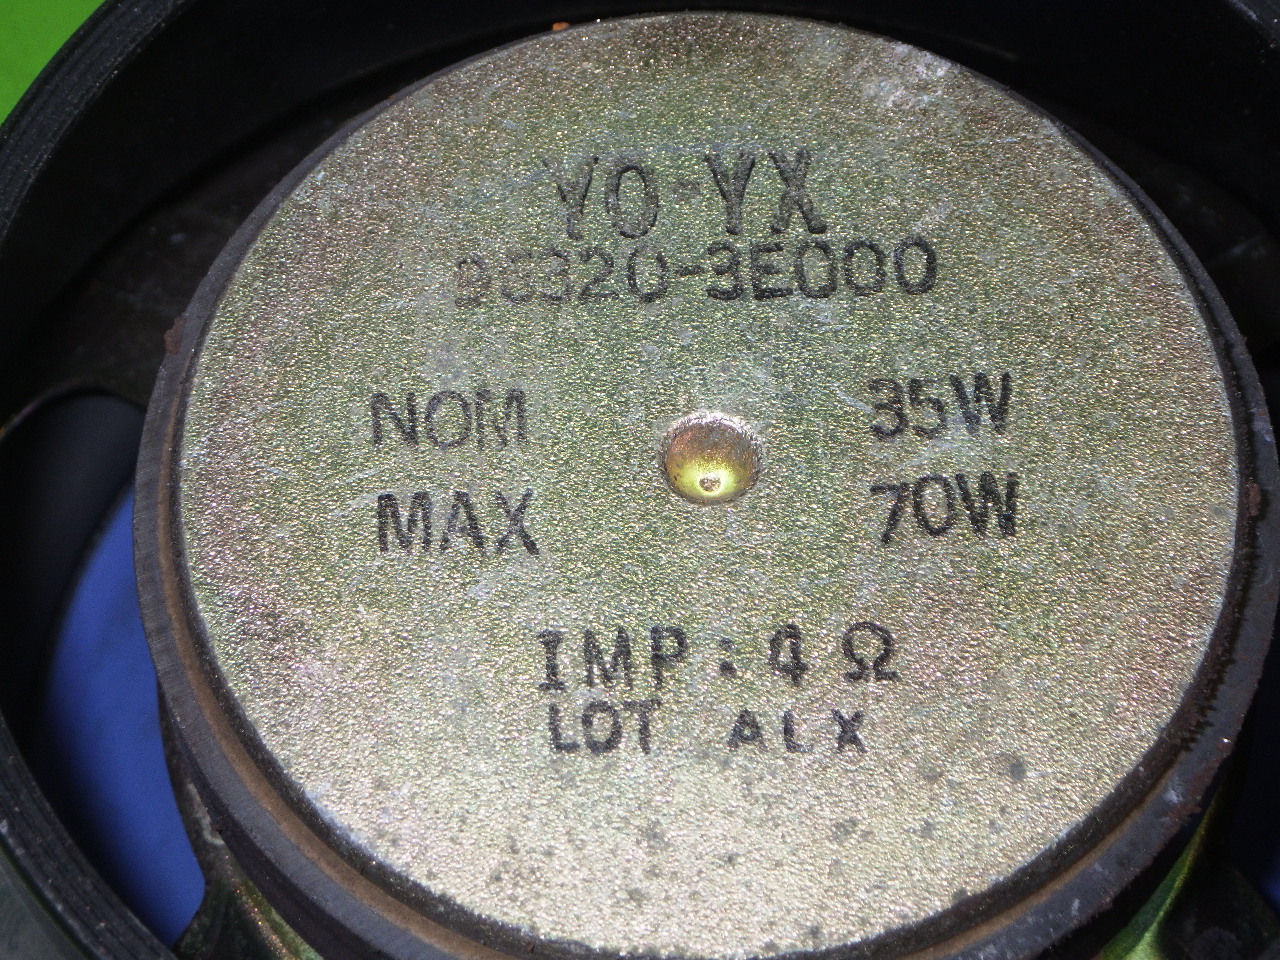 YO-YX
96320-3E000
NOM 35W
MAX 70W
IMP : 4 Ω
LOT ALX